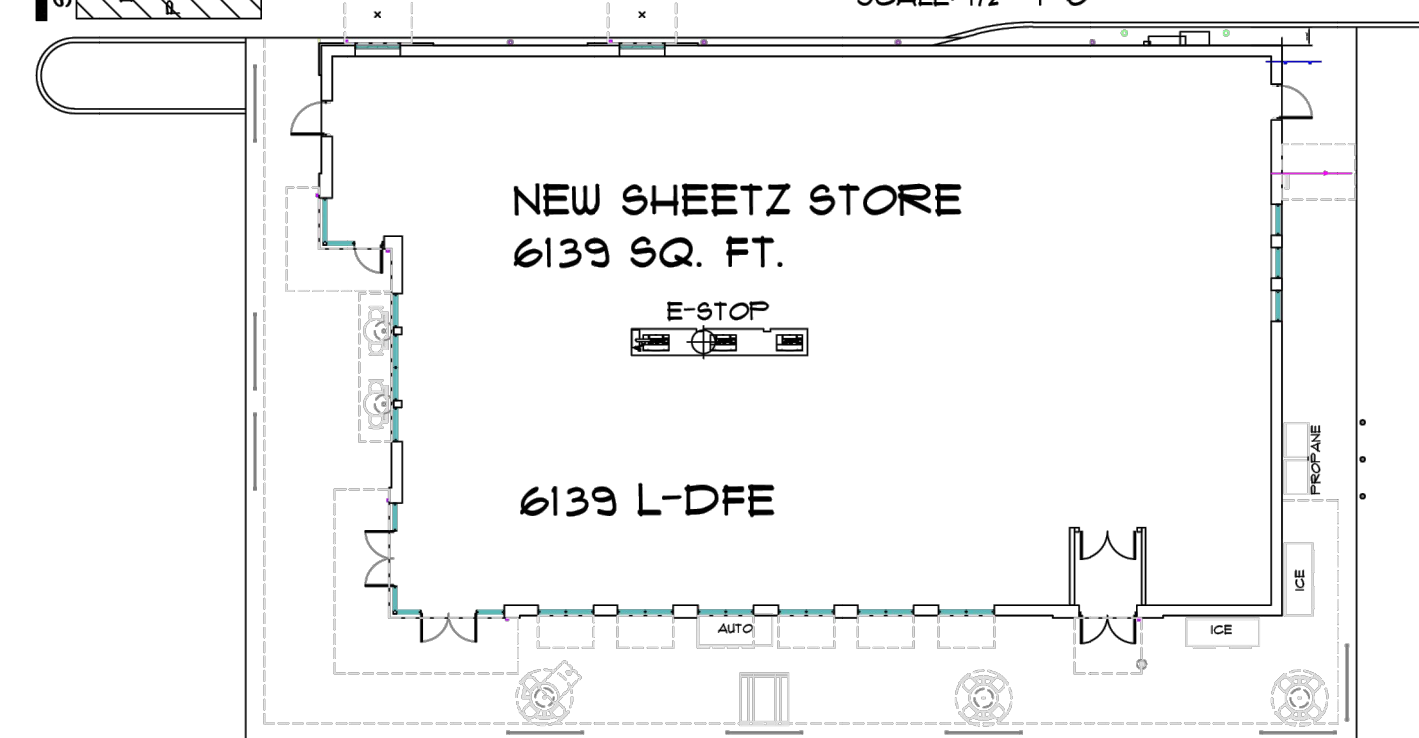 NEW SHEETZ STORE
6139 SQ. FT.
E-STOP
6139 L-DFE
PROPANE
ICE
AUTO
ICE